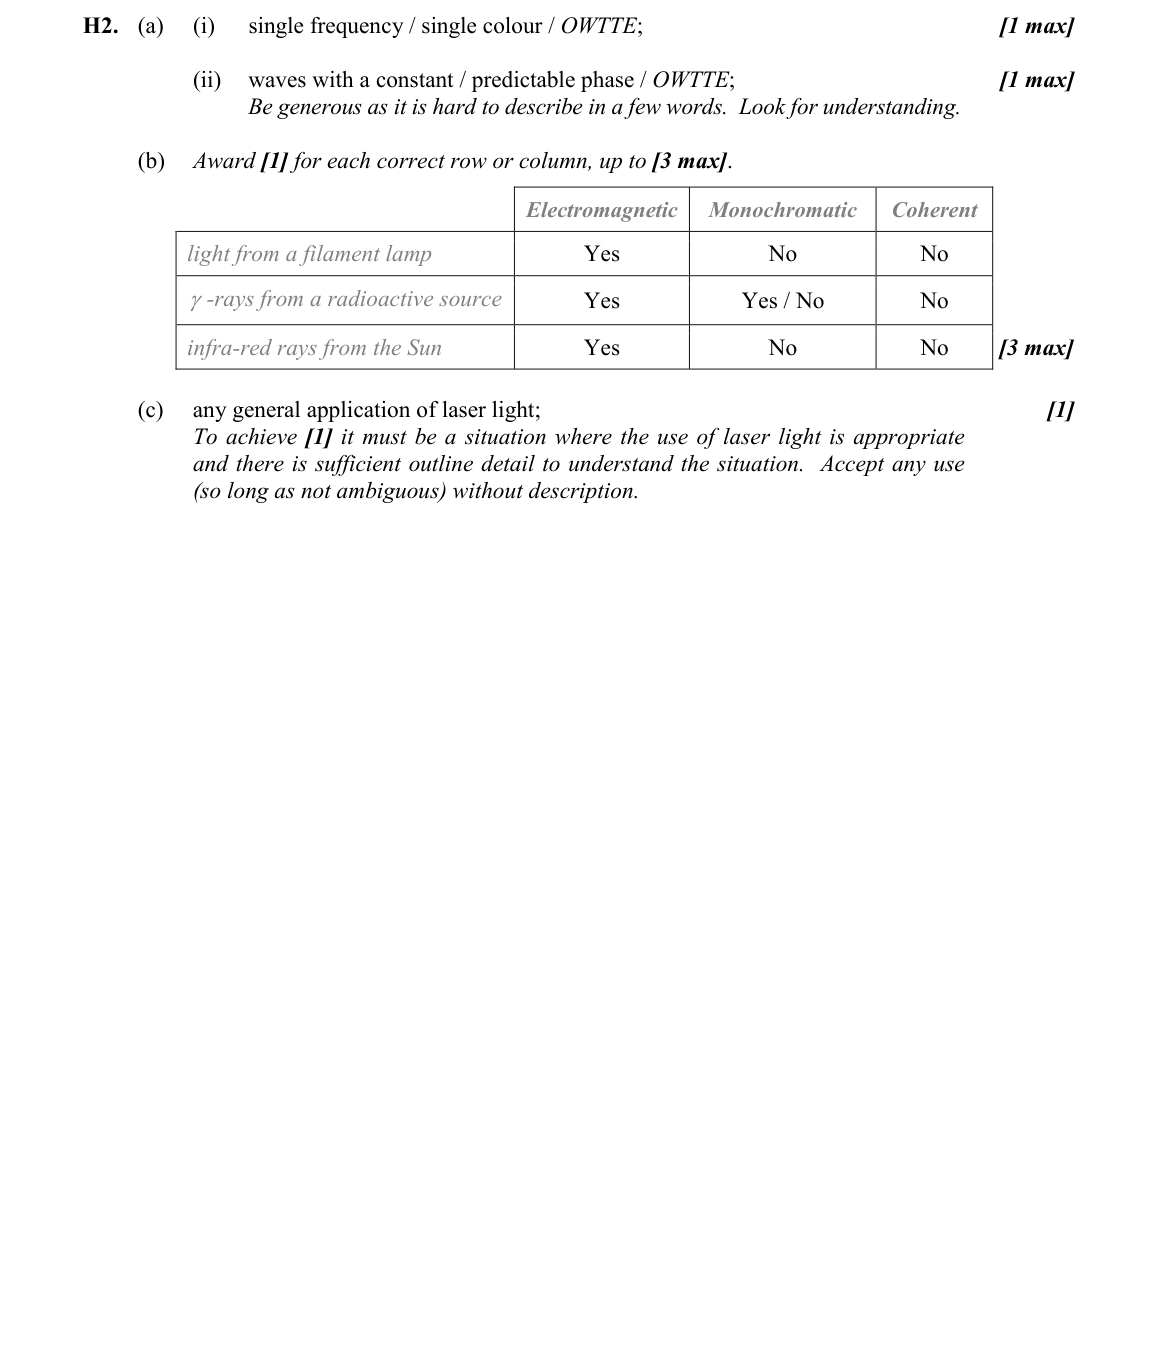 H2. (a) (i) single frequency / single colour / OWTTE; [1 max]
(ii) waves with a constant / predictable phase / OWTTE; [1 max]
Be generous as it is hard to describe in a few words. Look for understanding.
(b) Award [1] for each correct row or column, up to [3 max].
Electromagnetic Monochromatic Coherent
light from a filament lamp Yes No No
γ -rays from a radioactive source Yes Yes / No No
infra-red rays from the Sun Yes No No [3 max]
(c) any general application of laser light; [1]
To achieve [1] it must be a situation where the use of laser light is appropriate
and there is sufficient outline detail to understand the situation. Accept any use
(so long as not ambiguous) without description.